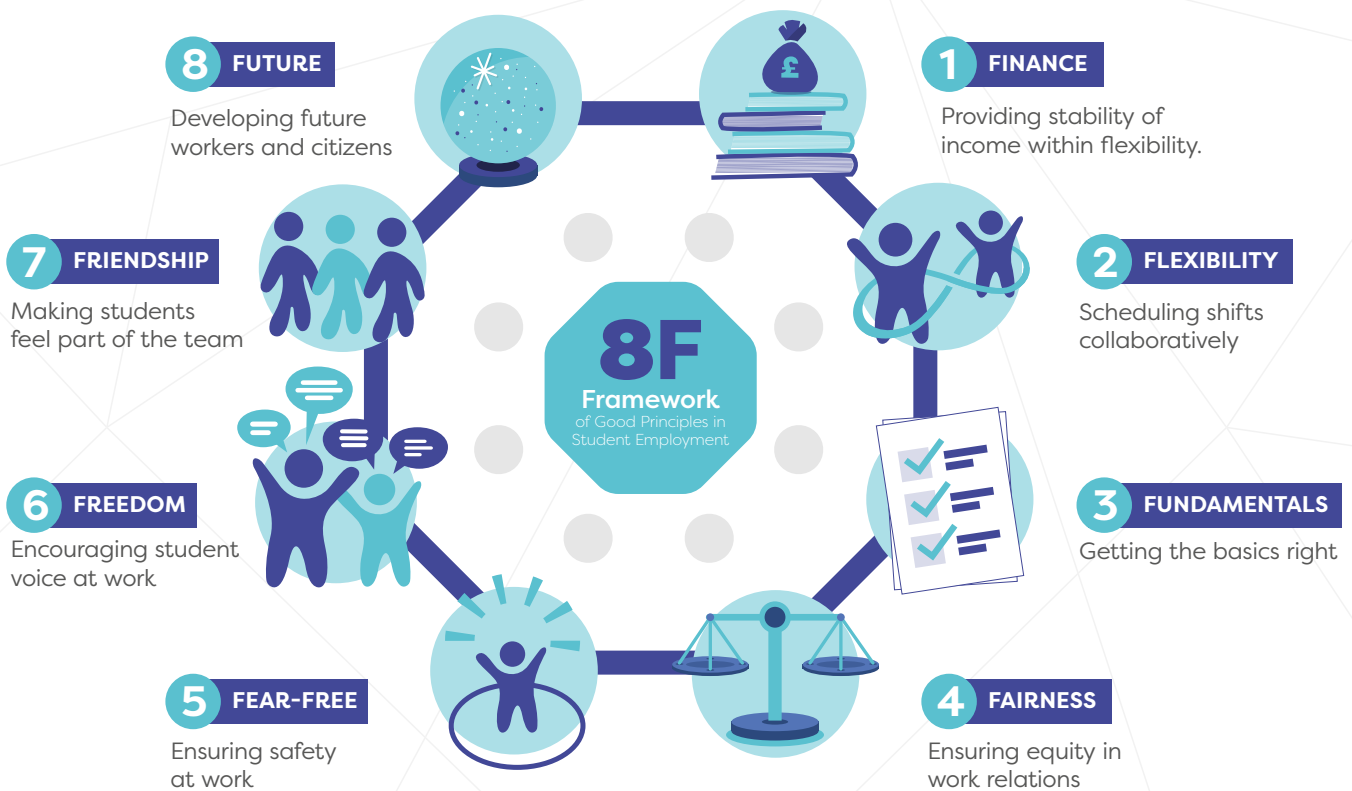 8F
Framework
of Good Principles in
Student Employment
£
1 FINANCE
Providing stability of
income within flexibility.
2 FLEXIBILITY
Scheduling shifts
collaboratively
3 FUNDAMENTALS
Getting the basics right
4 FAIRNESS
Ensuring equity in
work relations
5 FEAR-FREE
Ensuring safety
at work
6 FREEDOM
Encouraging student
voice at work
7 FRIENDSHIP
Making students
feel part of the team
8 FUTURE
Developing future
workers and citizens